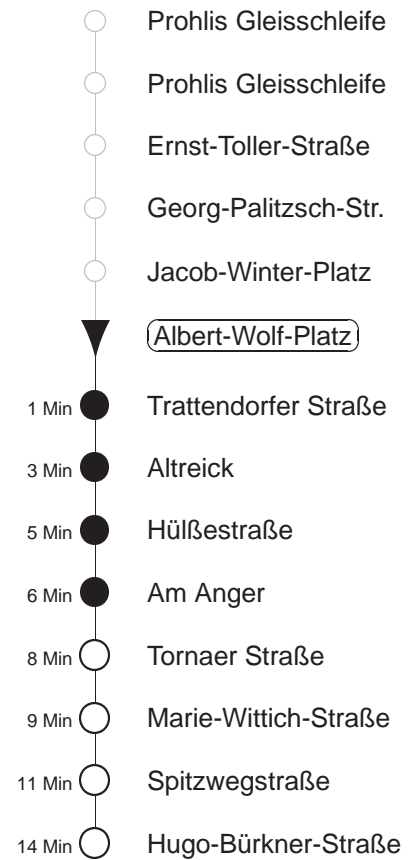 Prohlis Gleisschleife
Prohlis Gleisschleife
Ernst-Toller-Straße
Georg-Palitzsch-Str.
Jacob-Winter-Platz
Albert-Wolf-Platz
1 Min Trattendorfer Straße
3 Min Altreick
5 Min Hülßestraße
6 Min Am Anger
8 Min Tornaer Straße
9 Min Marie-Wittich-Straße
11 Min Spitzwegstraße
14 Min Hugo-Bürkner-Straße